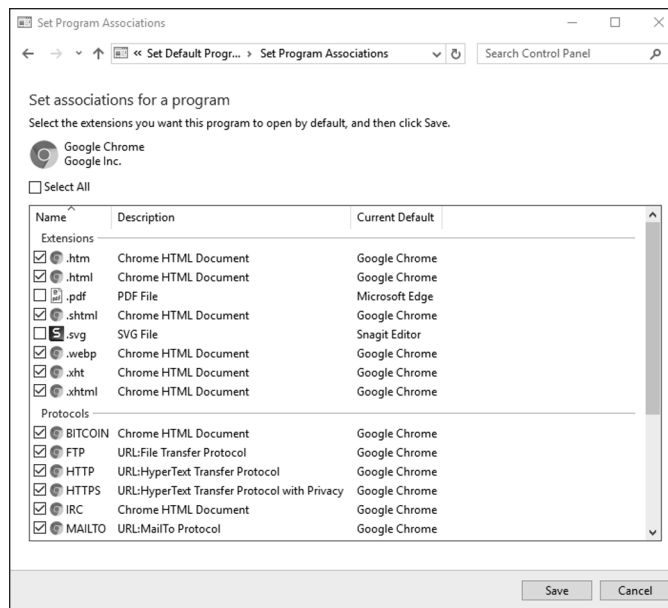 Set Program Associations
« Set Default Progr... › Set Program Associations
Search Control Panel
Set associations for a program
Select the extensions you want this program to open by default, and then click Save.
Google Chrome
Google Inc.
Select All
Name Description Current Default
Extensions
.htm Chrome HTML Document Google Chrome
.html Chrome HTML Document Google Chrome
.pdf PDF File Microsoft Edge
.shtml Chrome HTML Document Google Chrome
.svg SVG File Snagit Editor
.webp Chrome HTML Document Google Chrome
.xht Chrome HTML Document Google Chrome
.xhtml Chrome HTML Document Google Chrome
Protocols
BITCOIN Chrome HTML Document Google Chrome
FTP URL:File Transfer Protocol Google Chrome
HTTP URL:HyperText Transfer Protocol Google Chrome
HTTPS URL:HyperText Transfer Protocol with Privacy Google Chrome
IRC Chrome HTML Document Google Chrome
MAILTO URL:MailTo Protocol Google Chrome
Save Cancel